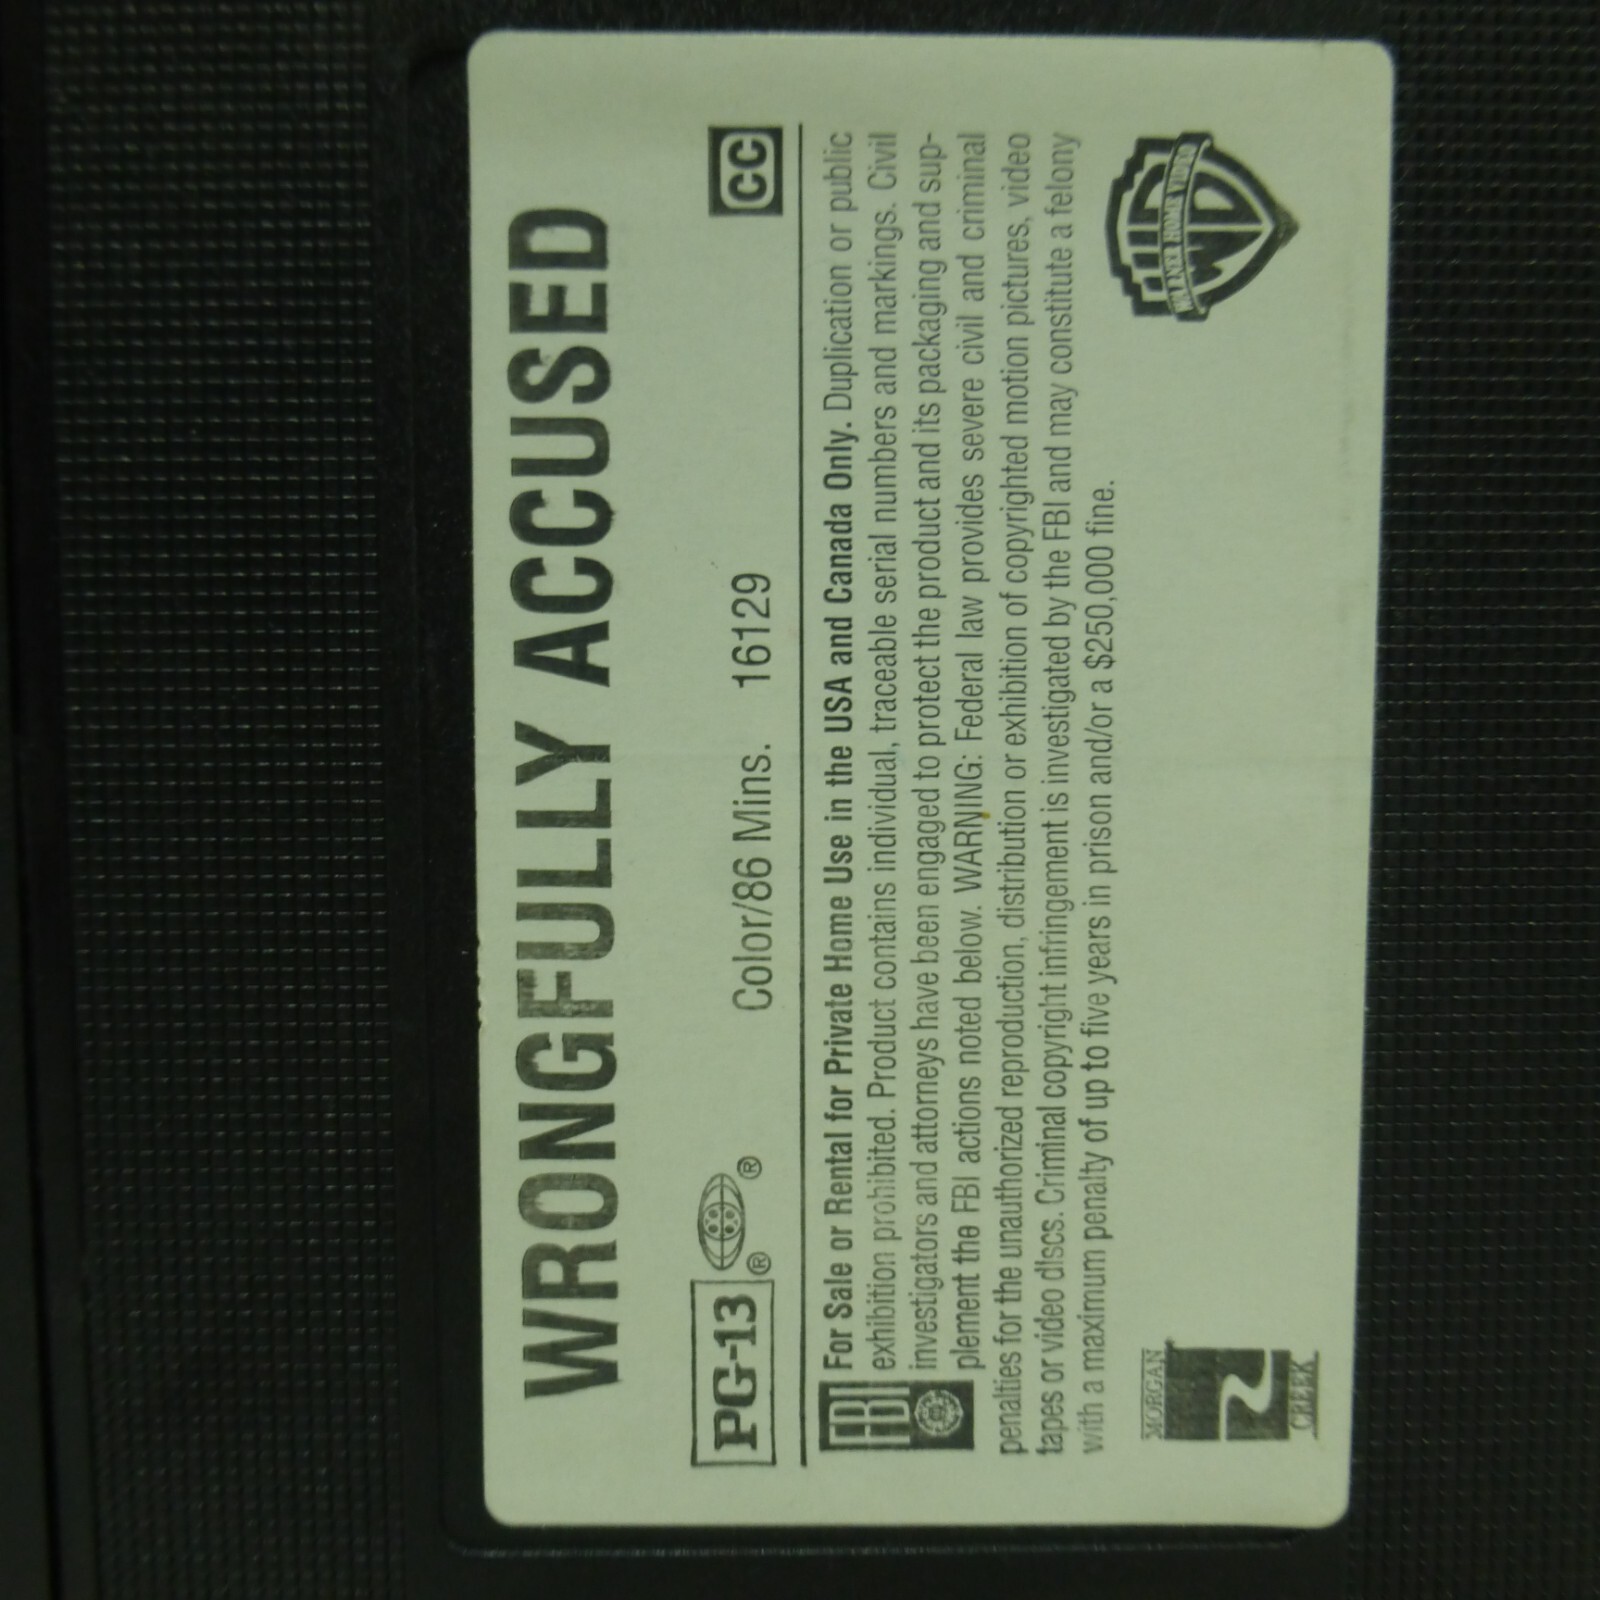 WRONGFULLY ACCUSED
PG-13 ® ® Color/86 Mins. 16129 CC
FBI
For Sale or Rental for Private Home Use in the USA and Canada Only. Duplication or public
exhibition prohibited. Product contains individual, traceable serial numbers and markings. Civil
investigators and attorneys have been engaged to protect the product and its packaging and sup-
plement the FBI actions noted below. WARNING: Federal law provides severe civil and criminal
penalties for the unauthorized reproduction, distribution or exhibition of copyrighted motion pictures, video
tapes or video discs. Criminal copyright infringement is investigated by the FBI and may constitute a felony
with a maximum penalty of up to five years in prison and/or a $250,000 fine.
MORGAN
CREEK
WB
WARNER HOME VIDEO